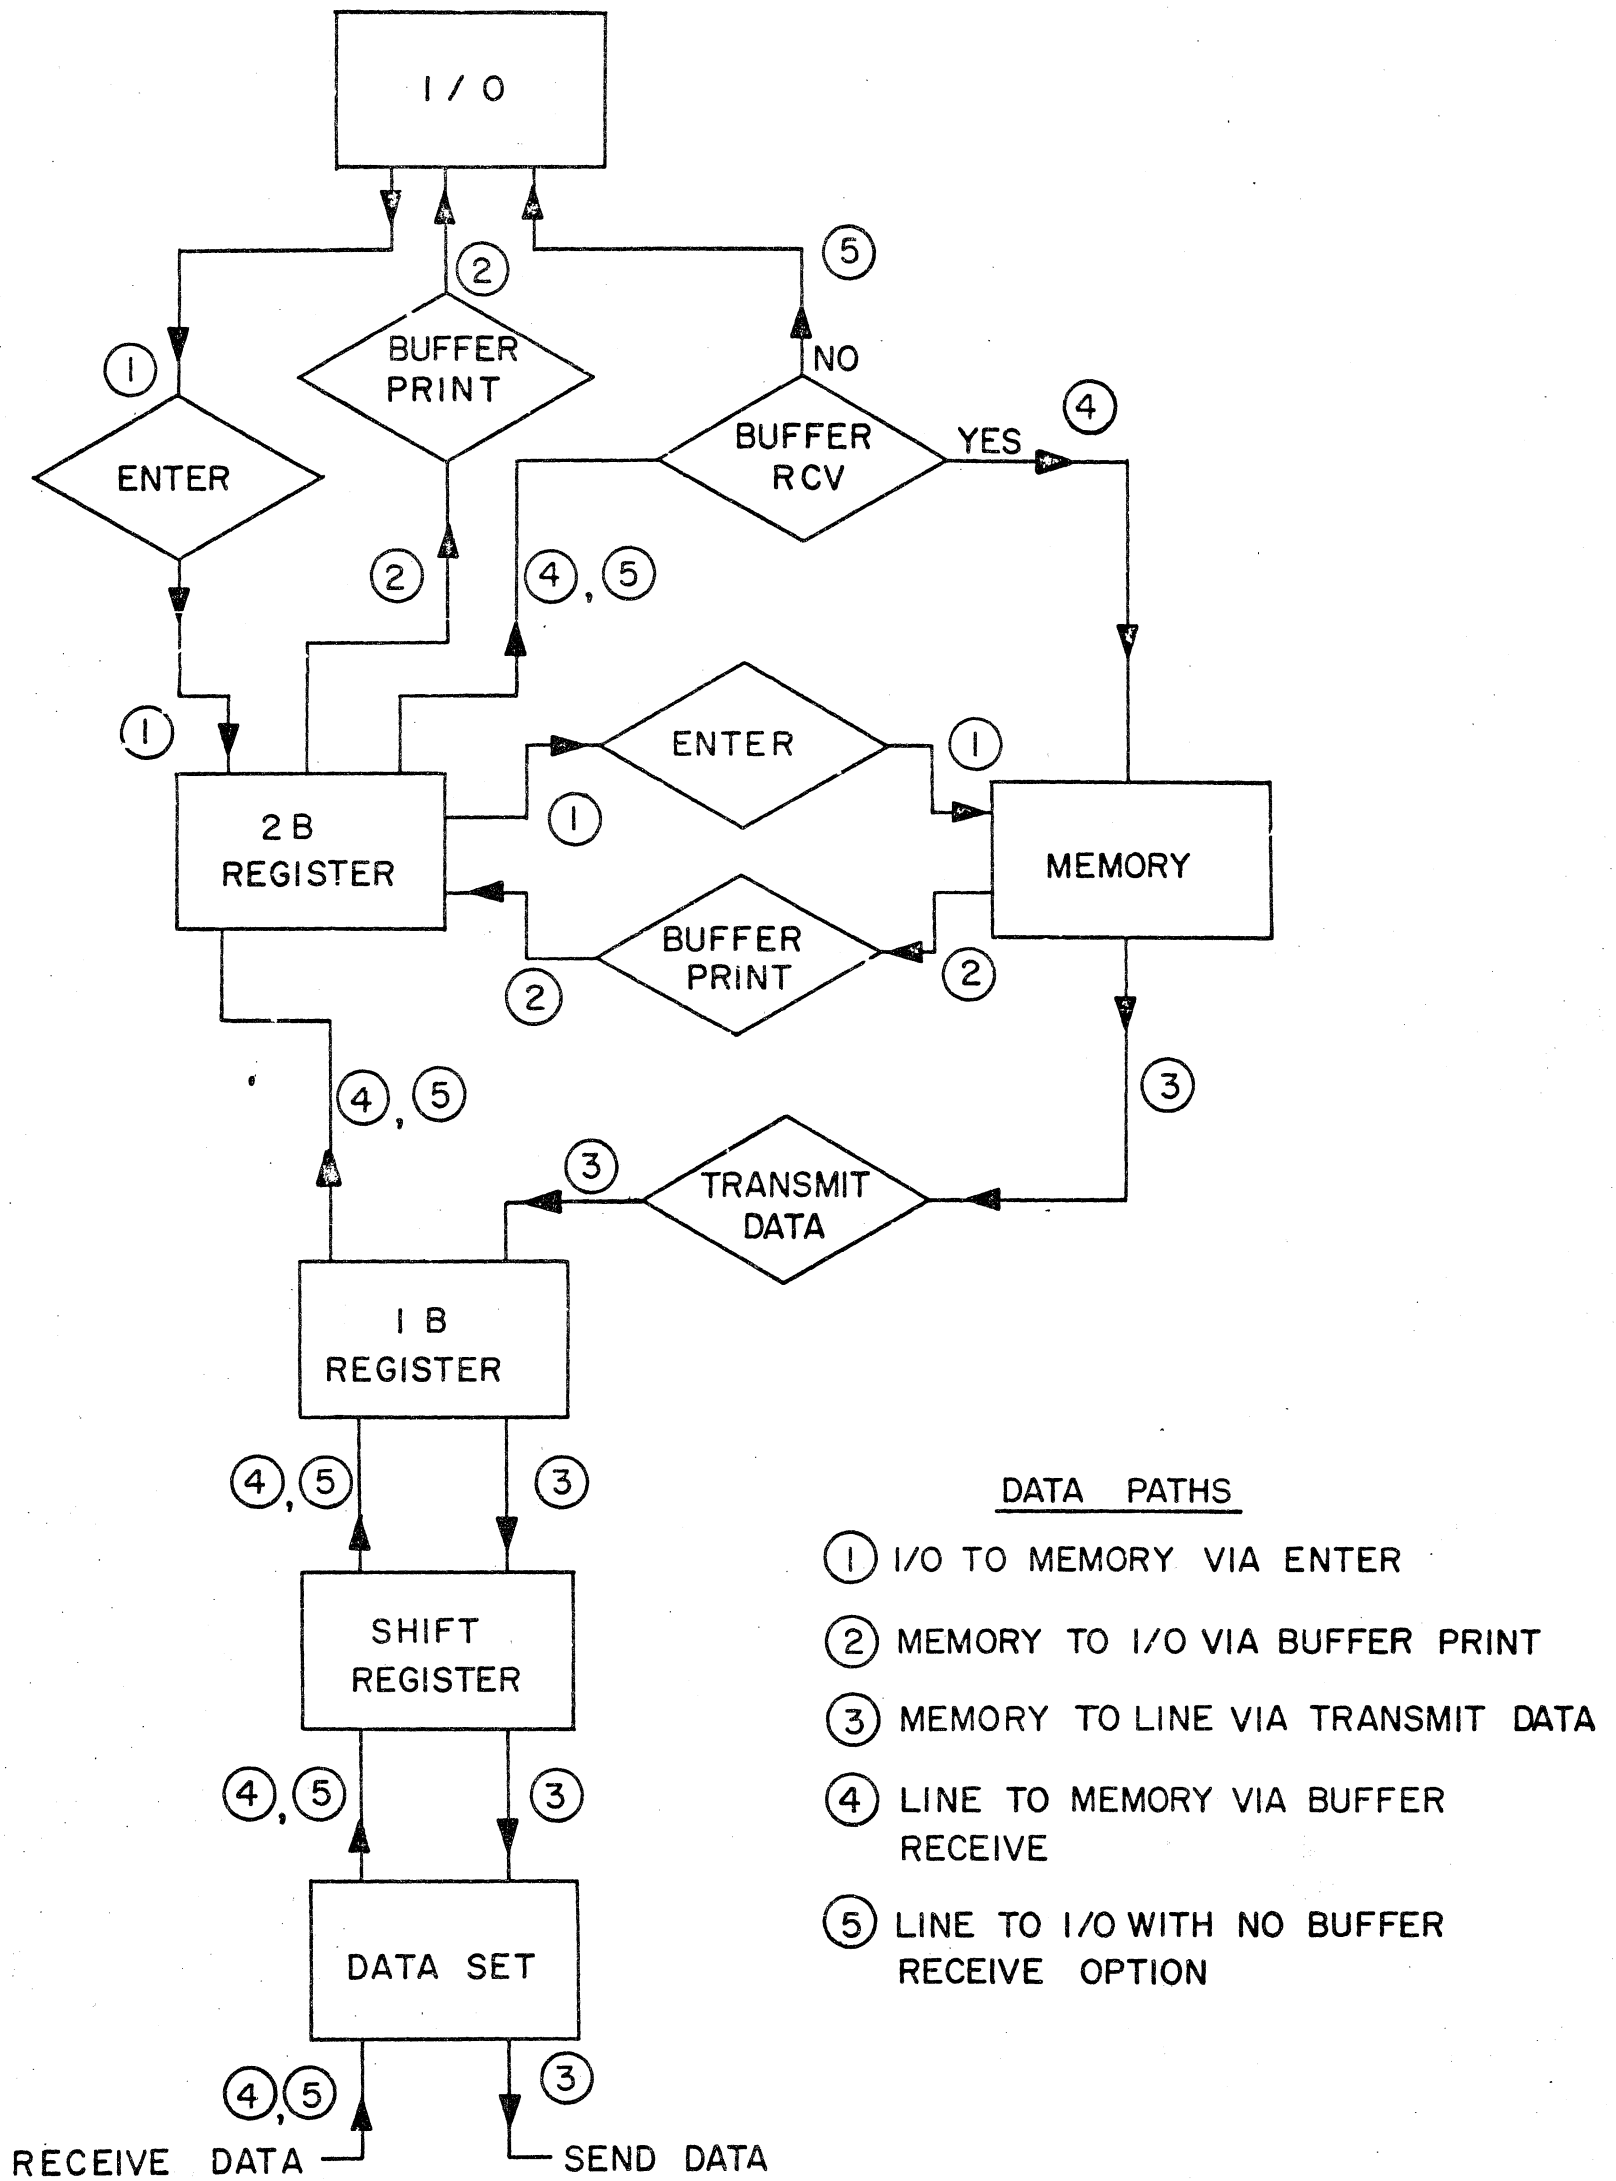 I/O
5
2
1
BUFFER
PRINT
NO
4
BUFFER
RCV
YES
ENTER
2
4, 5
1
ENTER
1
2 B
REGISTER
1
MEMORY
BUFFER
PRINT
2
2
4, 5
3
3
TRANSMIT
DATA
1 B
REGISTER
4, 5
3
SHIFT
REGISTER
4, 5
3
DATA SET
4, 5
3
RECEIVE DATA
SEND DATA
DATA PATHS
1 I/O TO MEMORY VIA ENTER
2 MEMORY TO I/O VIA BUFFER PRINT
3 MEMORY TO LINE VIA TRANSMIT DATA
4 LINE TO MEMORY VIA BUFFER
RECEIVE
5 LINE TO I/O WITH NO BUFFER
RECEIVE OPTION